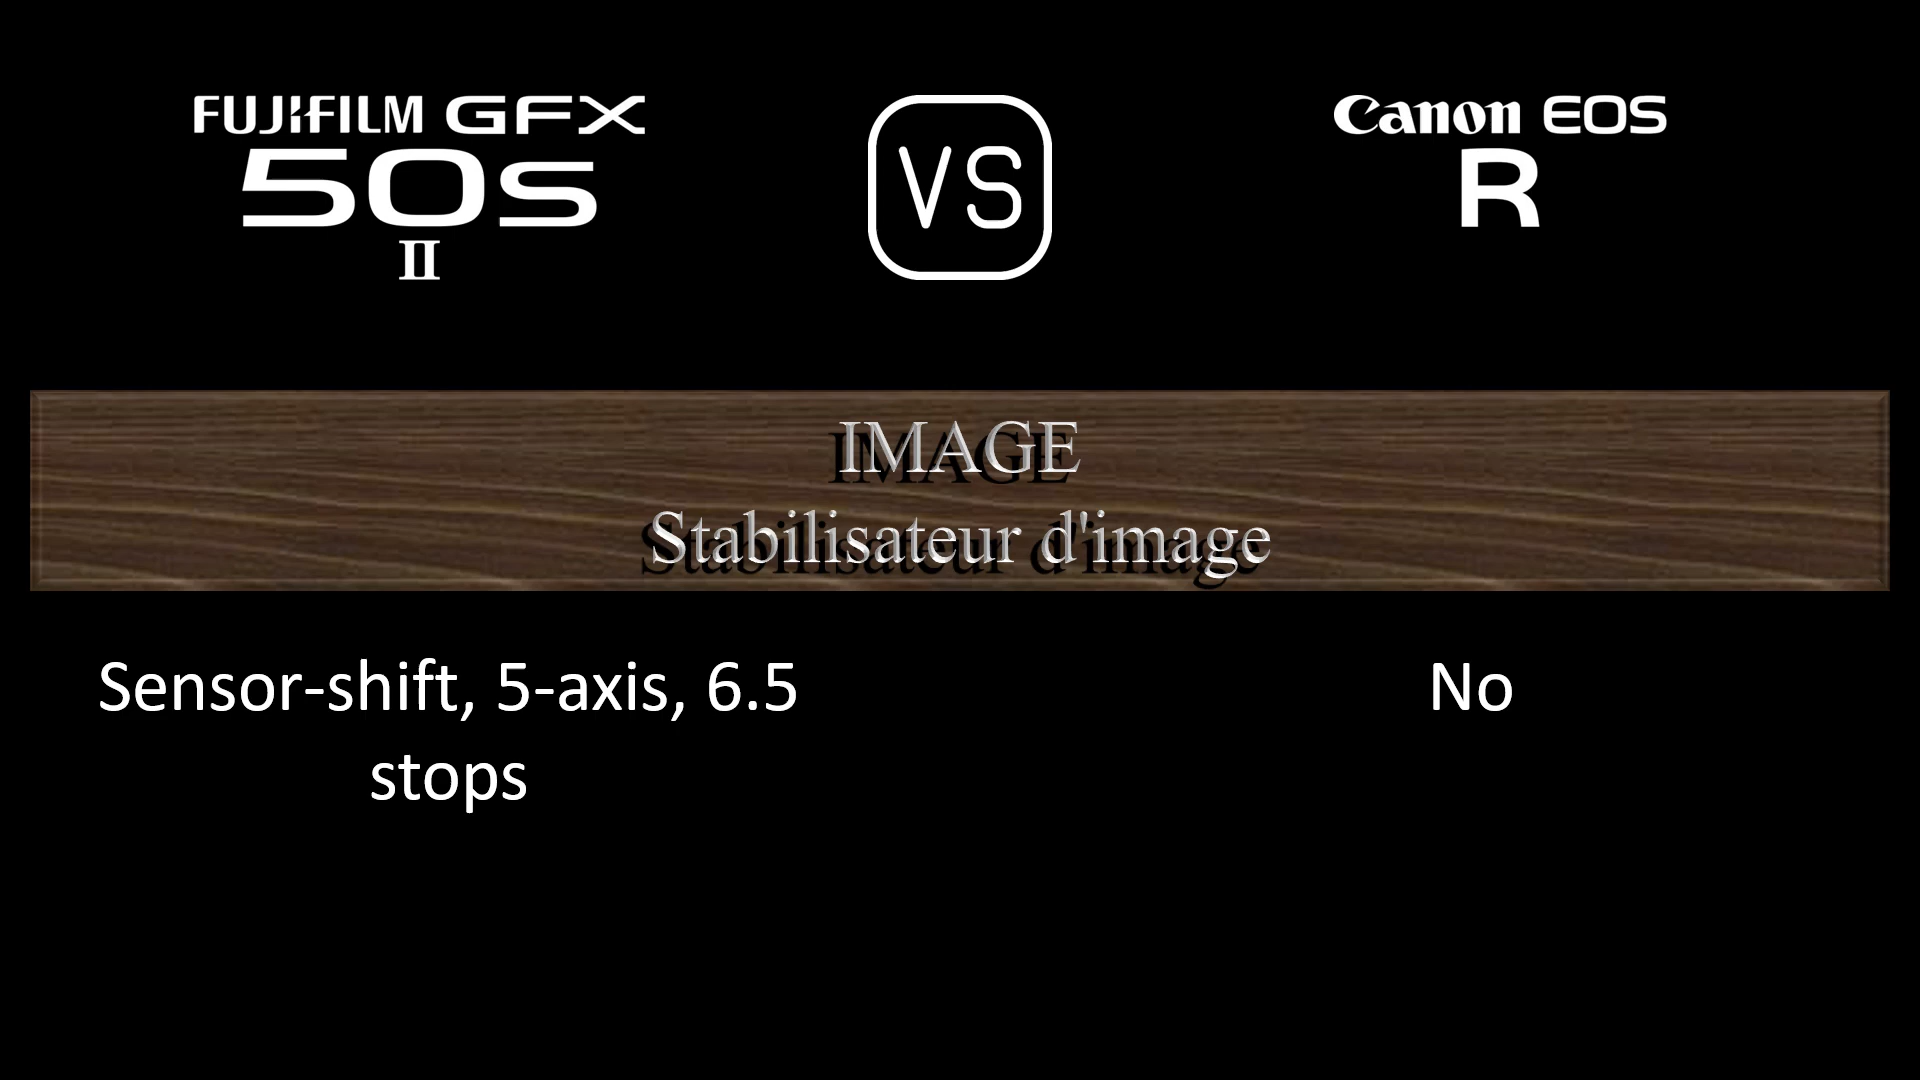 FUJIFILM GFX
50S
II
VS
Canon EOS
R
IMAGE
Stabilisateur d'image
Sensor-shift, 5-axis, 6.5
stops
No